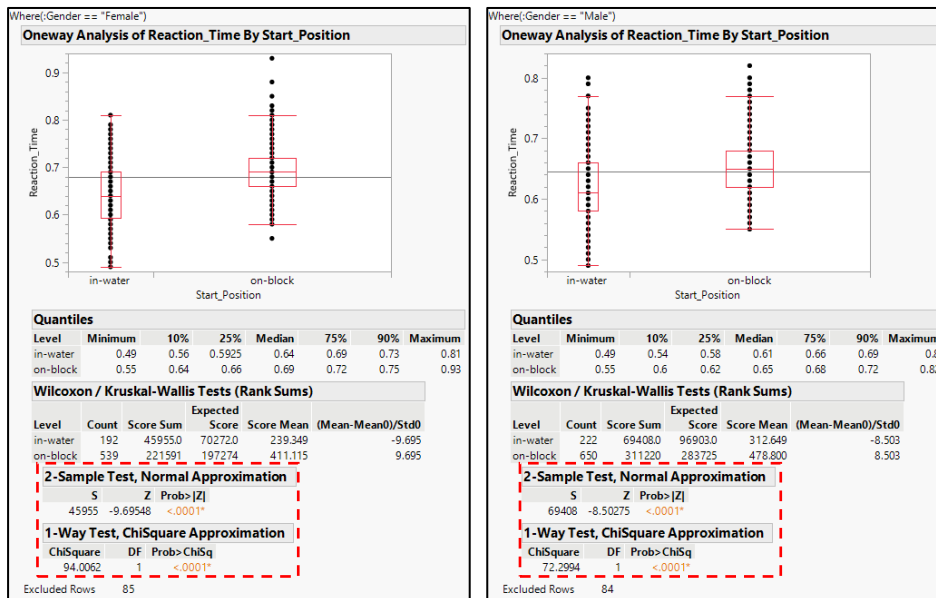 Where(:Gender == "Female")
Oneway Analysis of Reaction_Time By Start_Position
0.9
0.8
0.7
0.6
0.5
Reaction_Time
in-water on-block
Start_Position
Quantiles
Level Minimum 10% 25% Median 75% 90% Maximum
in-water 0.49 0.56 0.5925 0.64 0.69 0.73 0.81
on-block 0.55 0.64 0.66 0.69 0.72 0.75 0.93
Wilcoxon / Kruskal-Wallis Tests (Rank Sums)
Expected
Level Count Score Sum Score Score Mean (Mean-Mean0)/Std0
in-water 192 45955.0 70272.0 239.349 -9.695
on-block 539 221591 197274 411.115 9.695
2-Sample Test, Normal Approximation
S Z Prob>|Z|
45955 -9.69548 <.0001*
1-Way Test, ChiSquare Approximation
ChiSquare DF Prob>ChiSq
94.0062 1 <.0001*
Excluded Rows 85
Where(:Gender == "Male")
Oneway Analysis of Reaction_Time By Start_Position
0.8
0.7
0.6
0.5
Reaction_Time
in-water on-block
Start_Position
Quantiles
Level Minimum 10% 25% Median 75% 90% Maximum
in-water 0.49 0.54 0.58 0.61 0.66 0.69
on-block 0.55 0.6 0.62 0.65 0.68 0.72
Wilcoxon / Kruskal-Wallis Tests (Rank Sums)
Expected
Level Count Score Sum Score Score Mean (Mean-Mean0)/Std0
in-water 222 69408.0 96903.0 312.649 -8.503
on-block 650 311220 283725 478.800 8.503
2-Sample Test, Normal Approximation
S Z Prob>|Z|
69408 -8.50275 <.0001*
1-Way Test, ChiSquare Approximation
ChiSquare DF Prob>ChiSq
72.2994 1 <.0001*
Excluded Rows 84